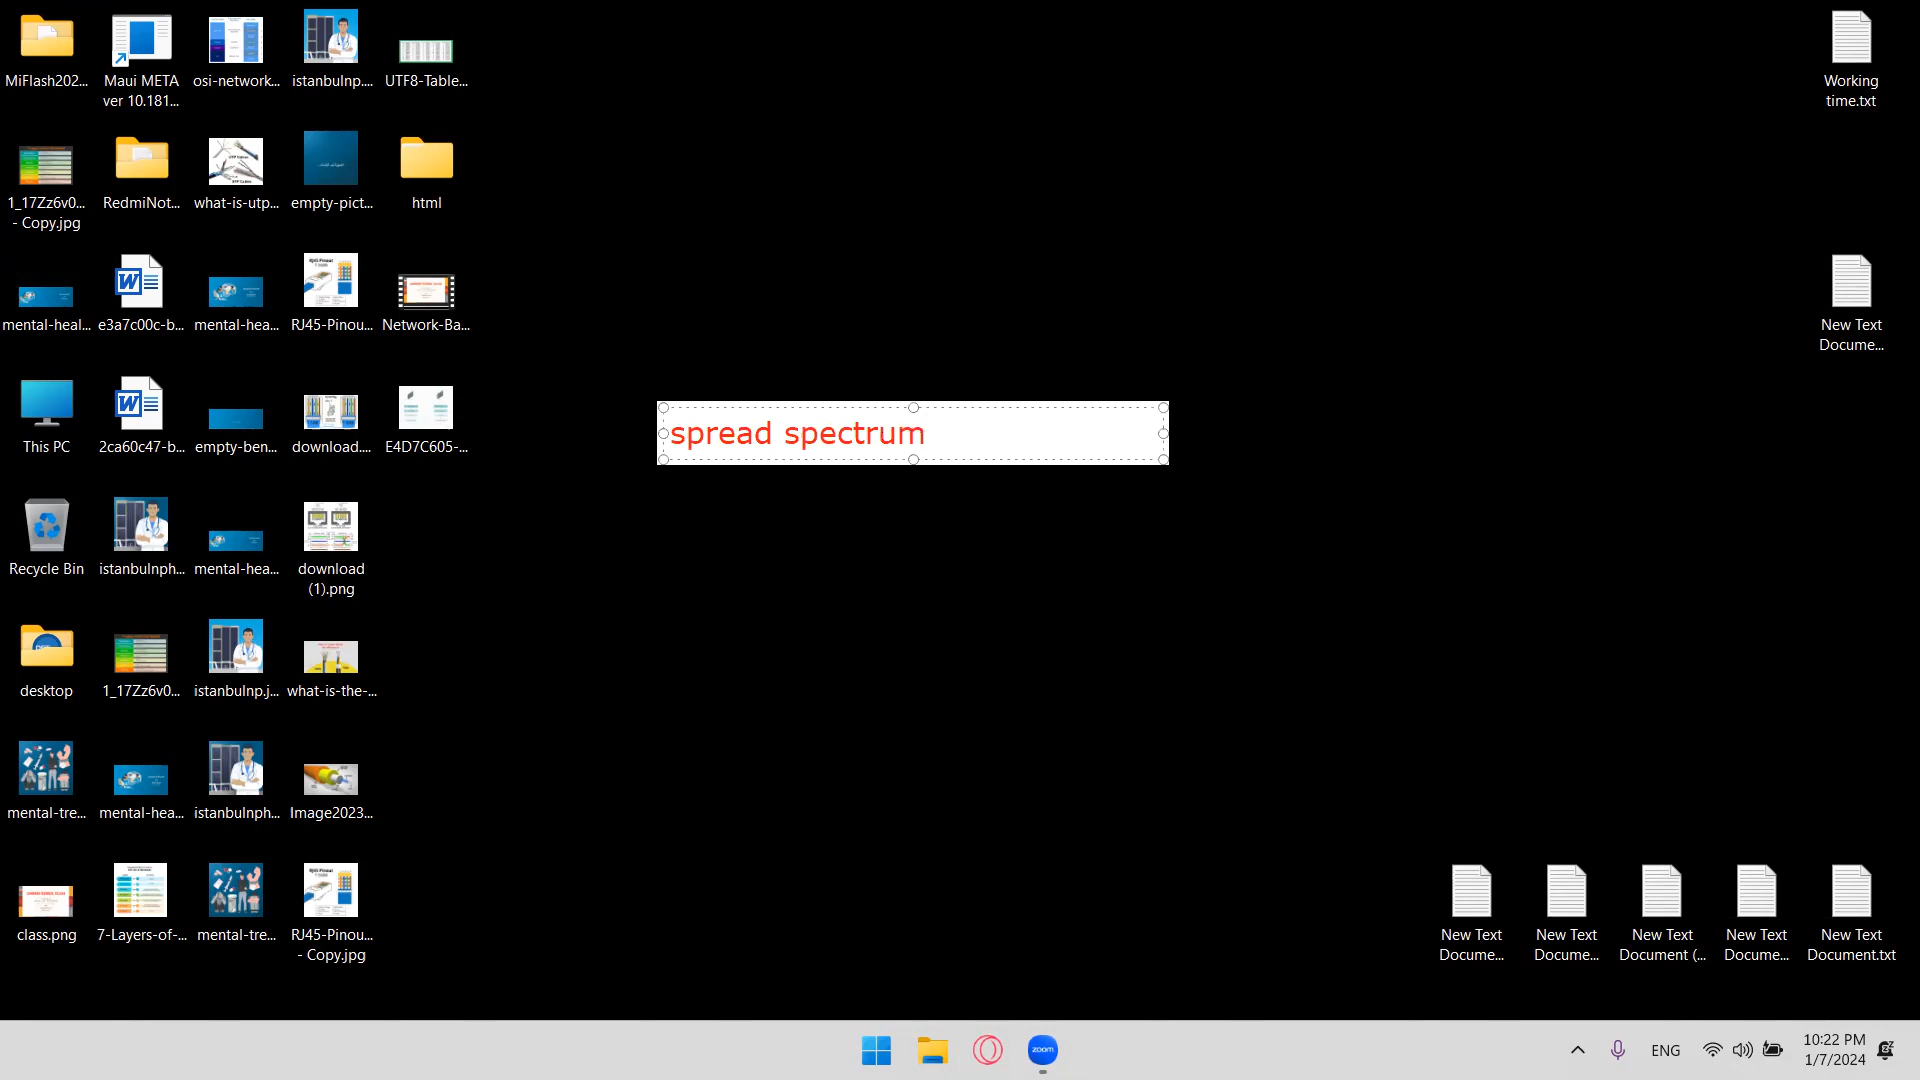 MiFlash202...
Maui META
ver 10.181...
osi-network...
istanbulnp....
UTF8-Table...
Working
time.txt
1_17Zz6v0...
- Copy.jpg
RedmiNot...
what-is-utp...
empty-pict...
html
mental-heal...
e3a7c00c-b...
mental-hea...
RJ45-Pinou...
Network-Ba...
New Text
Docume...
This PC
2ca60c47-b...
empty-ben...
download....
E4D7C605-...
spread spectrum
Recycle Bin
istanbulnph...
mental-hea...
download
(1).png
desktop
1_17Zz6v0...
istanbulnp.j...
what-is-the-...
mental-tre...
mental-hea...
istanbulnph...
Image2023...
class.png
7-Layers-of-...
mental-tre...
RJ45-Pinou...
- Copy.jpg
New Text
Docume...
New Text
Docume...
New Text
Document (...
New Text
Docume...
New Text
Document.txt
zoom
ENG
10:22 PM
1/7/2024